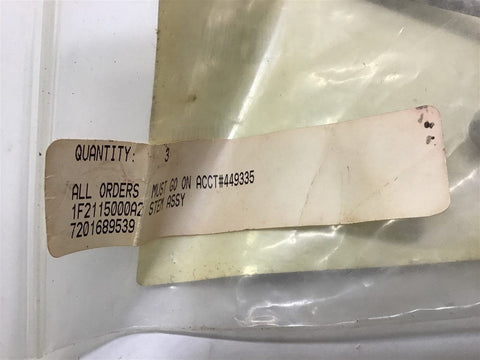 QUANTITY: 3
ALL ORDERS MUST GO ON ACCT#449335
1F2115000A2 STEM ASSY
7201689539